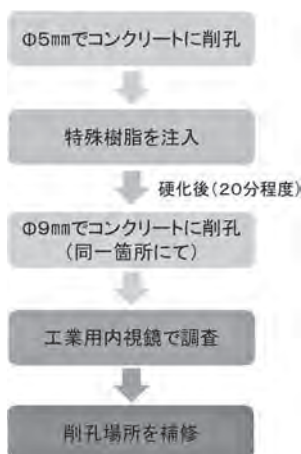 Φ5㎜でコンクリートに削孔
特殊樹脂を注入
硬化後(20分程度)
Φ9㎜でコンクリートに削孔
(同一箇所にて)
工業用内視鏡で調査
削孔場所を補修